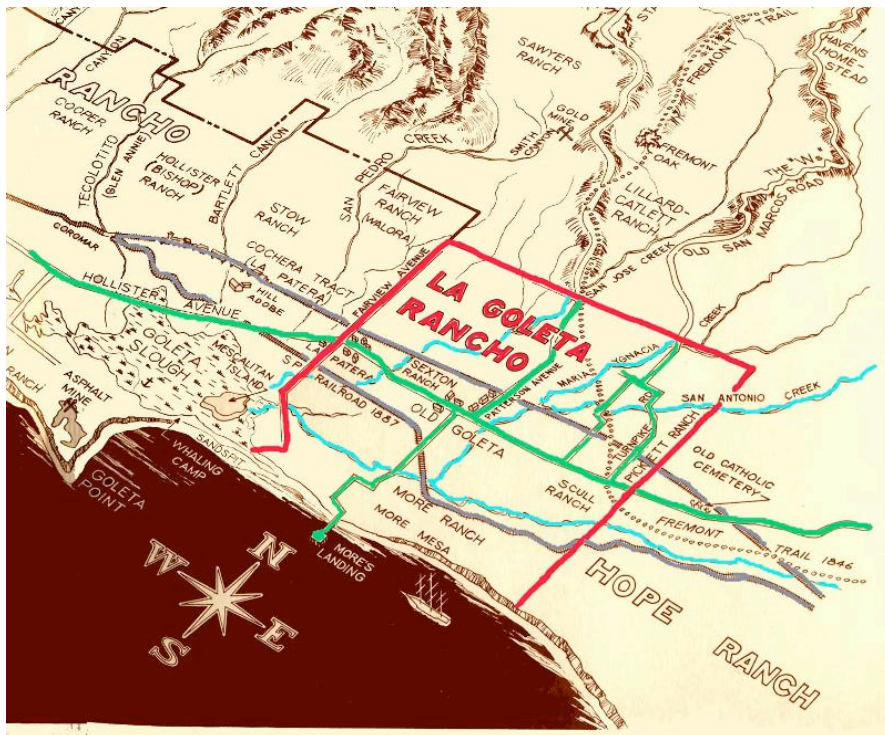 CANYON
CANYON
RANCHO
COOPER
RANCH
TECOLOTITO
(GLEN ANNIE)
HOLLISTER
(BISHOP)
RANCH
BARTLETT
CANYON
STOW
RANCH
SAN PEDRO CREEK
FAIRVIEW
RANCH
(WALORA)
SMITH
CANYON
SAWYERS
RANCH
GOLD
MINE
FREMONT
TRAIL
HAVENS
HOME-
STEAD
FREMONT
OAK
THE "W"
LILLARD-
CATLETT
RANCH
OLD SAN MARCOS ROAD
SAN JOSE CREEK
COROMAR
COCHERA TRACT
(LA PATERA)
HILL
ADOBE
HOLLISTER AVENUE
FAIRVIEW AVENUE
LA GOLETA
RANCHO
GOLETA
SLOUGH
MESCALITAN
ISLAND
S P RAILROAD 1887
LA PATERA
SEXTON
RANCH
PATTERSON AVENUE
MARIA YGNACIA
CREEK
SAN ANTONIO CREEK
OLD GOLETA
TURNPIKE RD
PICKETT RANCH
OLD CATHOLIC
CEMETERY
SCULL
RANCH
RANCH
ASPHALT
MINE
WHALING
CAMP
SANDSPIT
GOLETA
POINT
MORE RANCH
MORE MESA
MORE'S
LANDING
FREMONT TRAIL 1846
HOPE RANCH
N
W
E
S